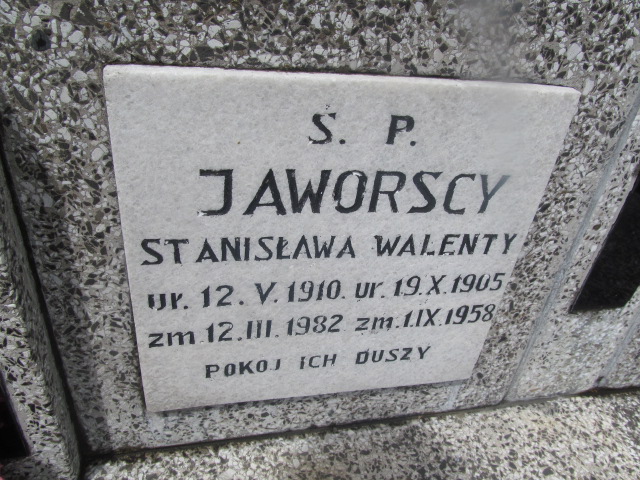 Ś. P.
JAWORSCY
STANISŁAWA WALENTY
ur. 12. V. 1910. ur. 19. X. 1905
zm. 12. III. 1982 zm. 1. IX. 1958
POKOJ ICH DUSZY